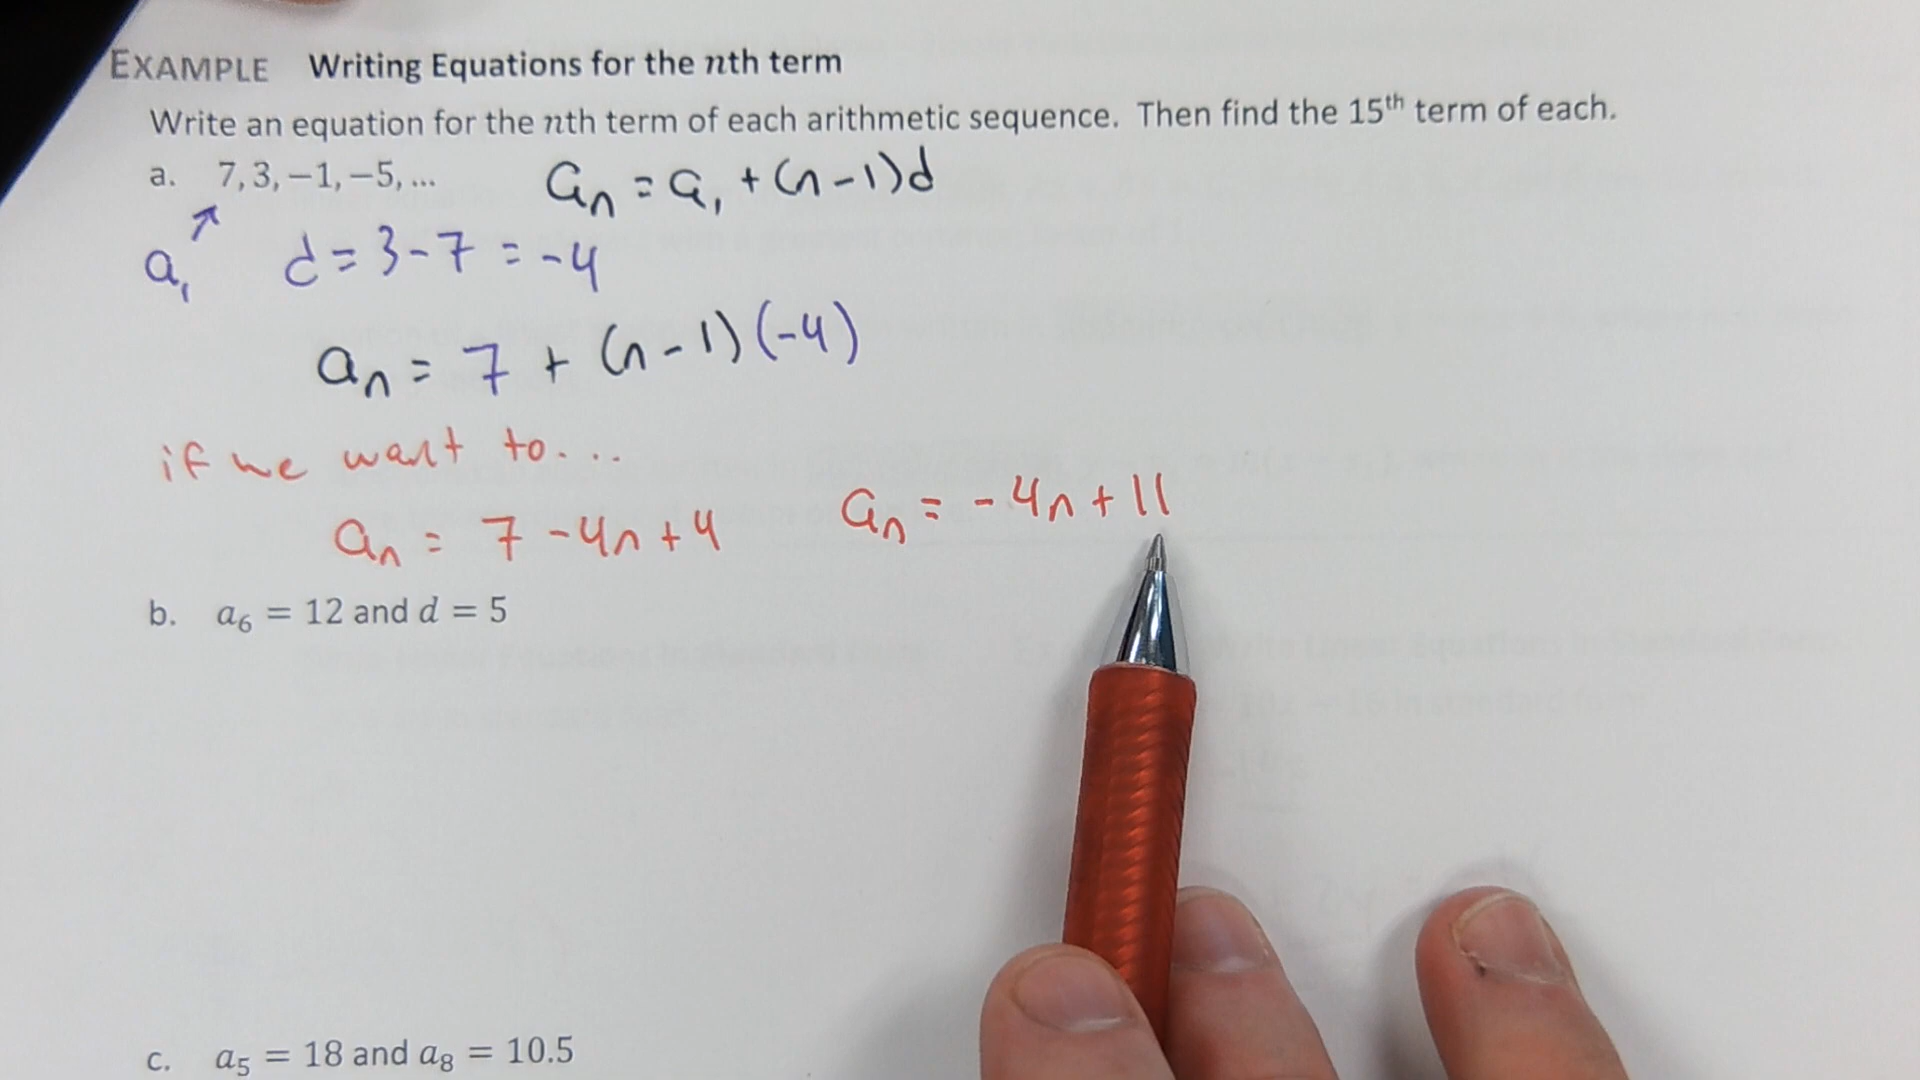 EXAMPLE Writing Equations for the nth term
Write an equation for the nth term of each arithmetic sequence. Then find the 15th term of each.
a. 7, 3, −1, −5, ... aₙ = a₁ + (n − 1)d
a₁ d = 3 − 7 = −4
aₙ = 7 + (n − 1)(−4)
if we want to...
aₙ = 7 − 4n + 4 aₙ = −4n + 11
b. a₆ = 12 and d = 5
c. a₅ = 18 and a₈ = 10.5